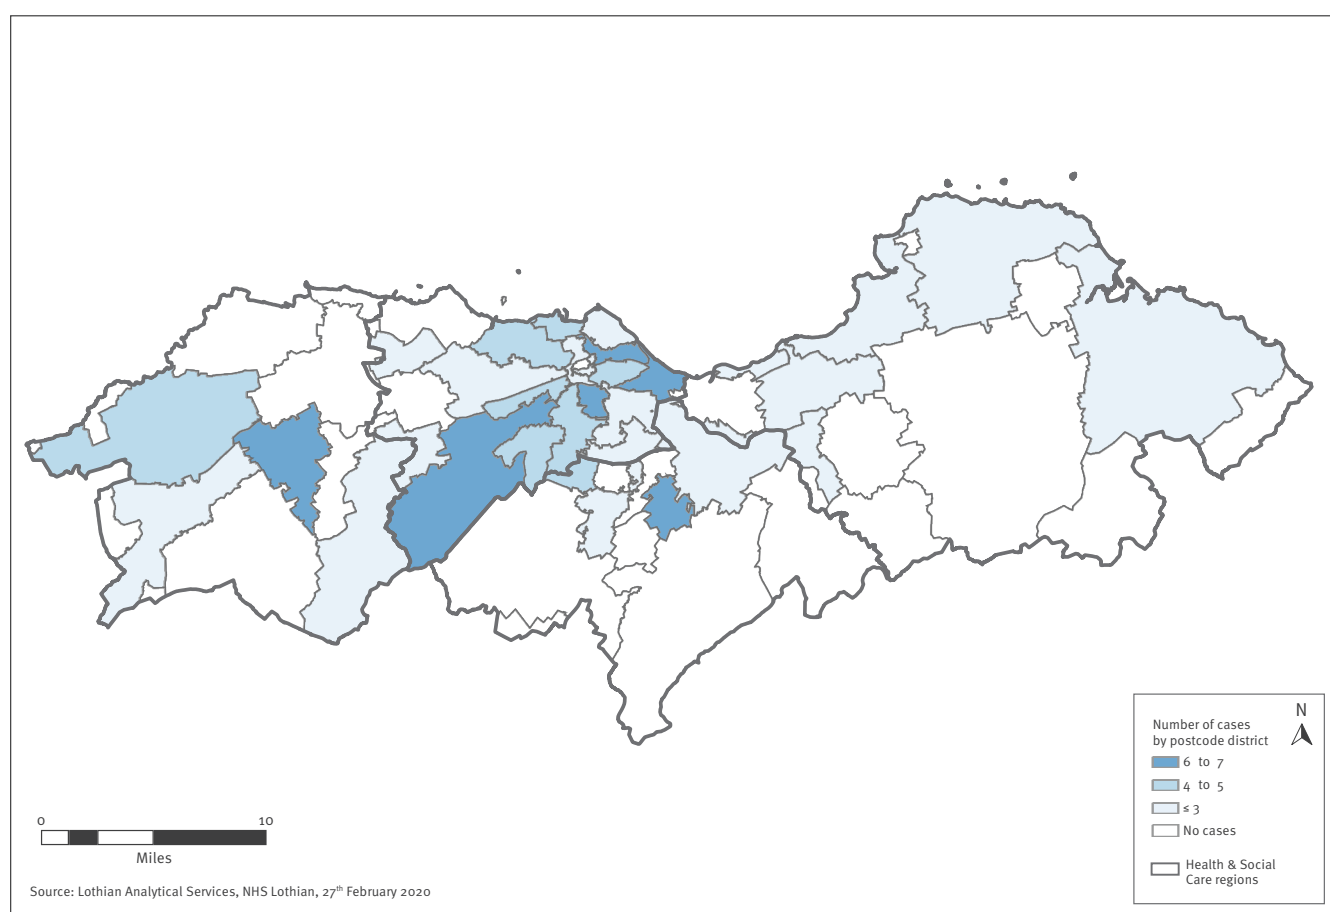 N
Number of cases
by postcode district
6 to 7
4 to 5
≤ 3
No cases
Health & Social
Care regions
0 10
Miles
Source: Lothian Analytical Services, NHS Lothian, 27th February 2020